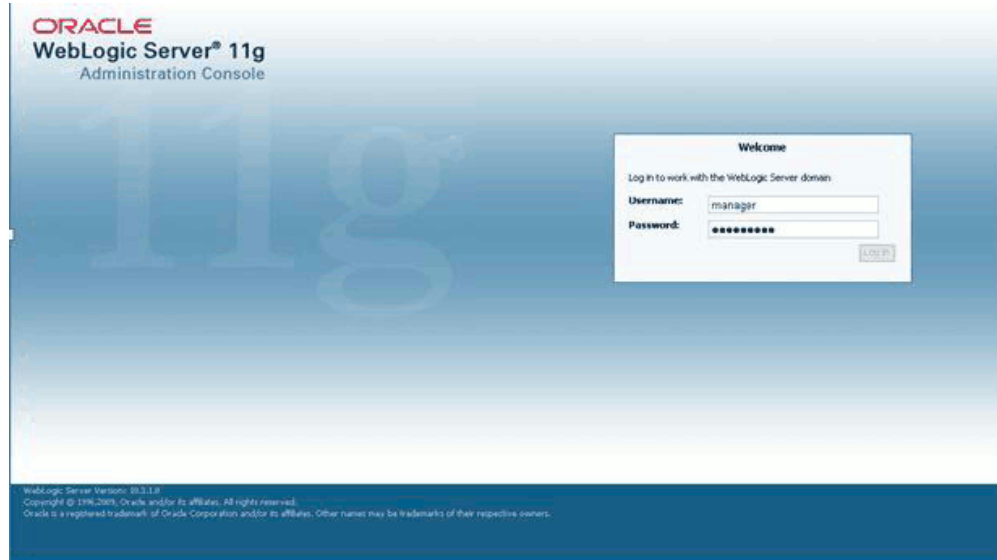 ORACLE
WebLogic Server® 11g
Administration Console
11g
Welcome
Log in to work with the WebLogic Server domain
Username: manager
Password: •••••••••
Log In
WebLogic Server Version: 10.3.1.0
Copyright © 1996,2009, Oracle and/or its affiliates. All rights reserved.
Oracle is a registered trademark of Oracle Corporation and/or its affiliates. Other names may be trademarks of their respective owners.